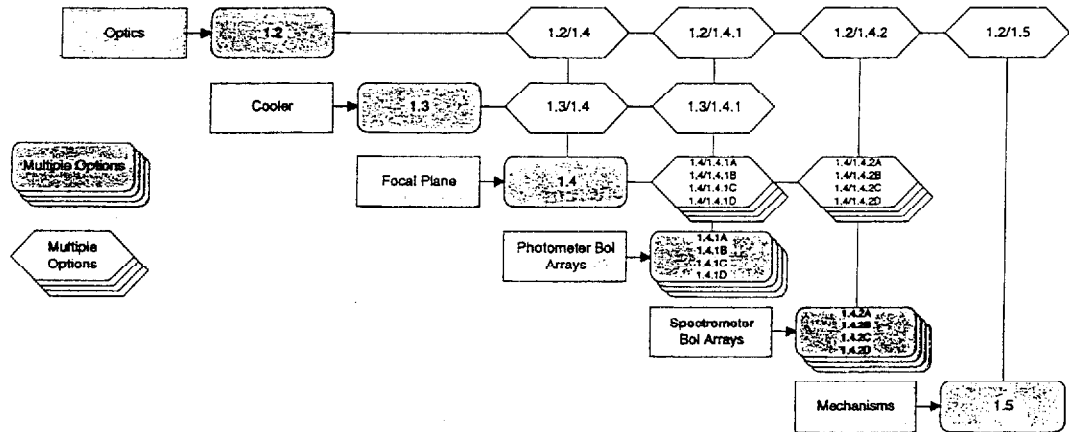 Optics
1.2
1.2/1.4
1.2/1.4.1
1.2/1.4.2
1.2/1.5
Cooler
1.3
1.3/1.4
1.3/1.4.1
Multiple Options
Focal Plane
1.4
1.4/1.4.1A
1.4/1.4.1B
1.4/1.4.1C
1.4/1.4.1D
1.4/1.4.2A
1.4/1.4.2B
1.4/1.4.2C
1.4/1.4.2D
Multiple
Options
Photometer Bol
Arrays
1.4.1A
1.4.1B
1.4.1C
1.4.1D
Spectrometer
Bol Arrays
1.4.2A
1.4.2B
1.4.2C
1.4.2D
Mechanisms
1.5